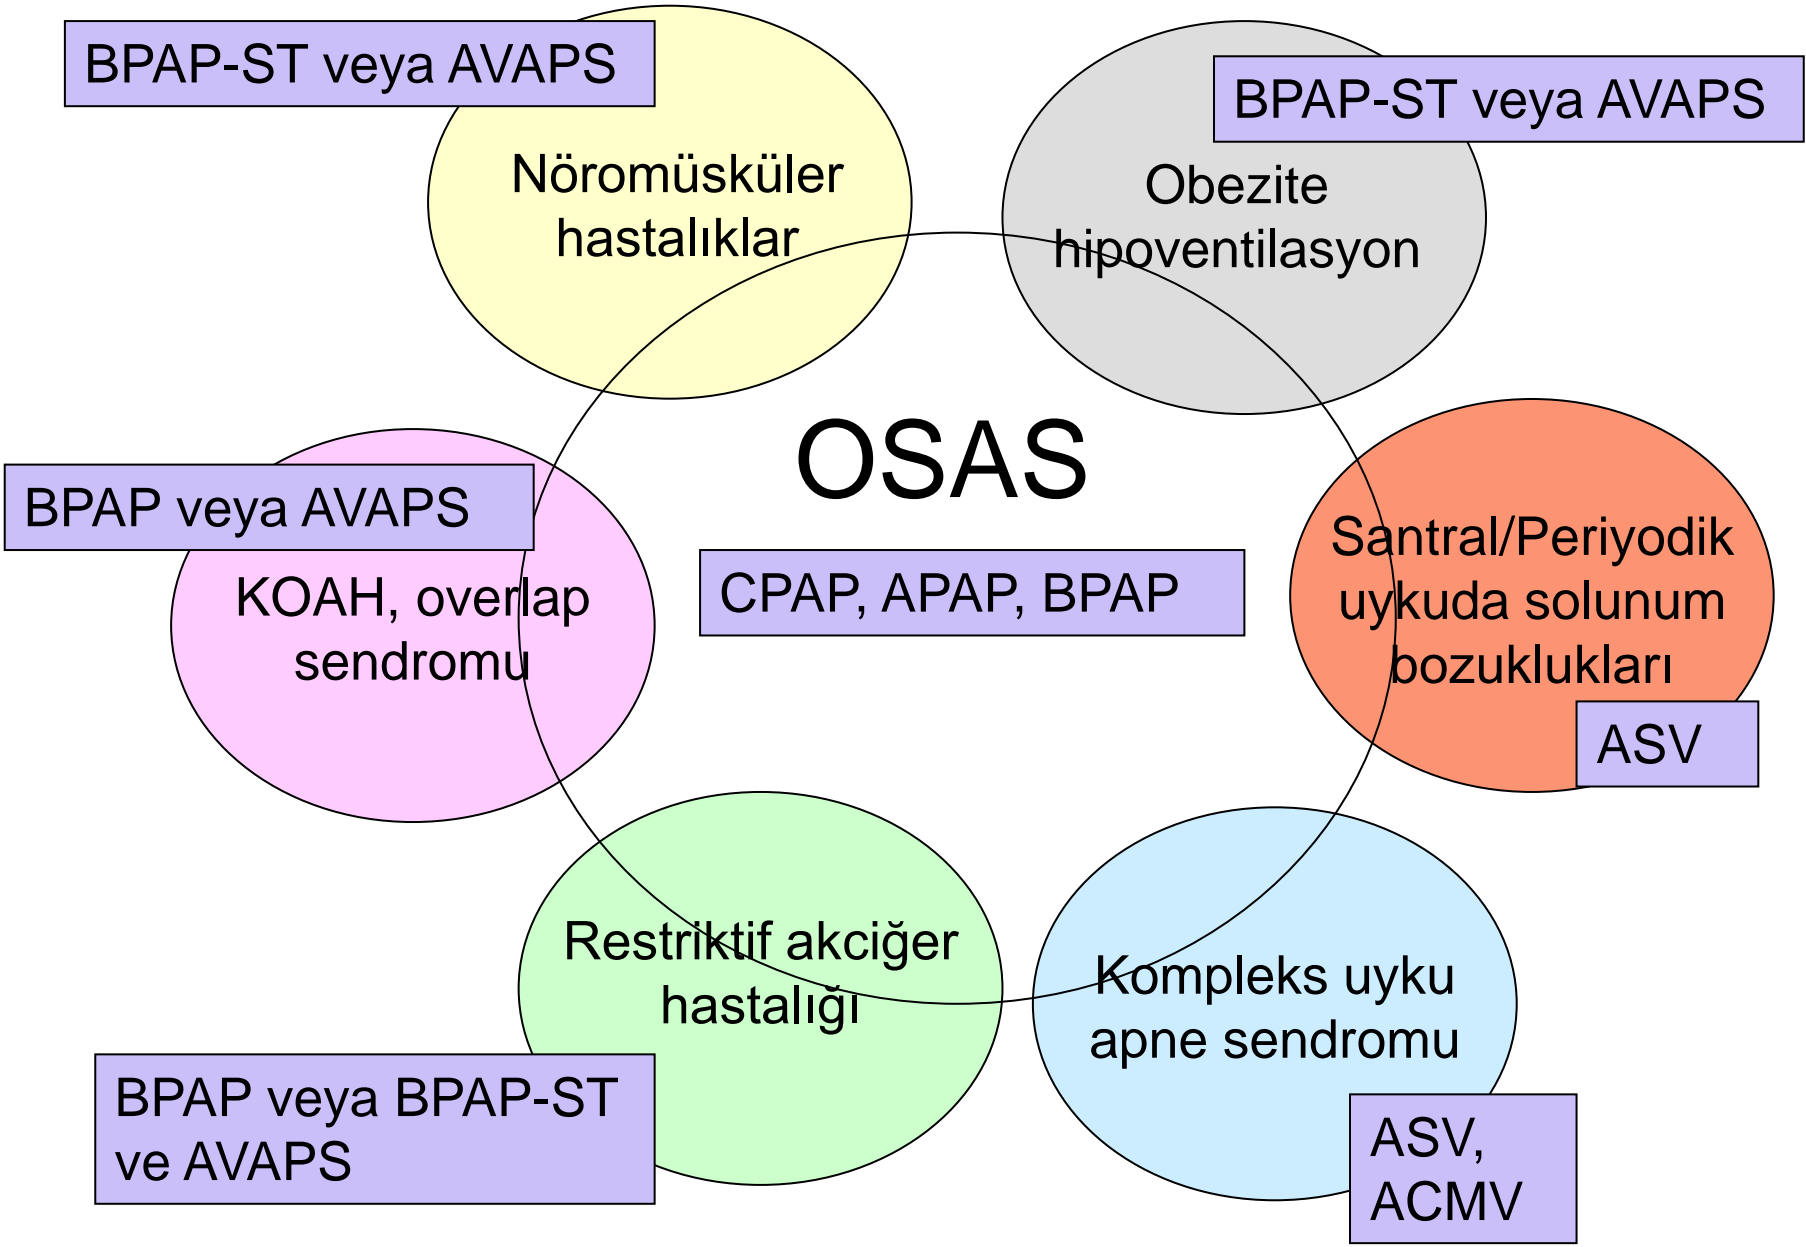 BPAP-ST veya AVAPS
Nöromüsküler
hastalıklar
BPAP-ST veya AVAPS
Obezite
hipoventilasyon
OSAS
CPAP, APAP, BPAP
BPAP veya AVAPS
KOAH, overlap
sendromu
Santral/Periyodik
uykuda solunum
bozuklukları
ASV
Restriktif akciğer
hastalığı
BPAP veya BPAP-ST
ve AVAPS
Kompleks uyku
apne sendromu
ASV,
ACMV